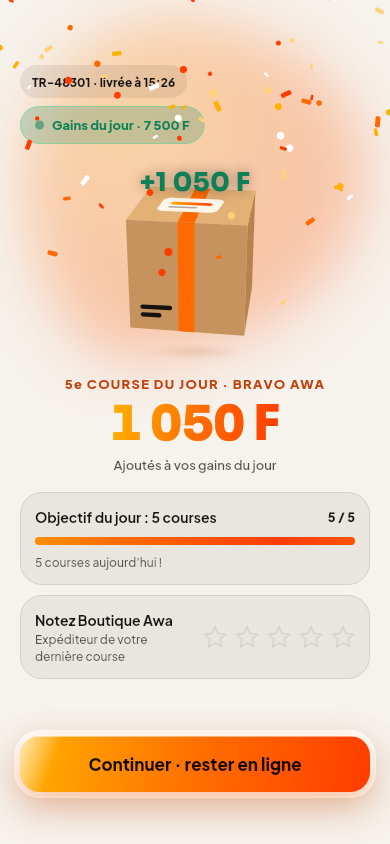 TR-48301 · livrée à 15:26
Gains du jour · 7 500 F
+1 050 F
5e COURSE DU JOUR · BRAVO AWA
1 050 F
Ajoutés à vos gains du jour
Objectif du jour : 5 courses
5 / 5
5 courses aujourd’hui !
Notez Boutique Awa
Expéditeur de votre
dernière course
Continuer · rester en ligne